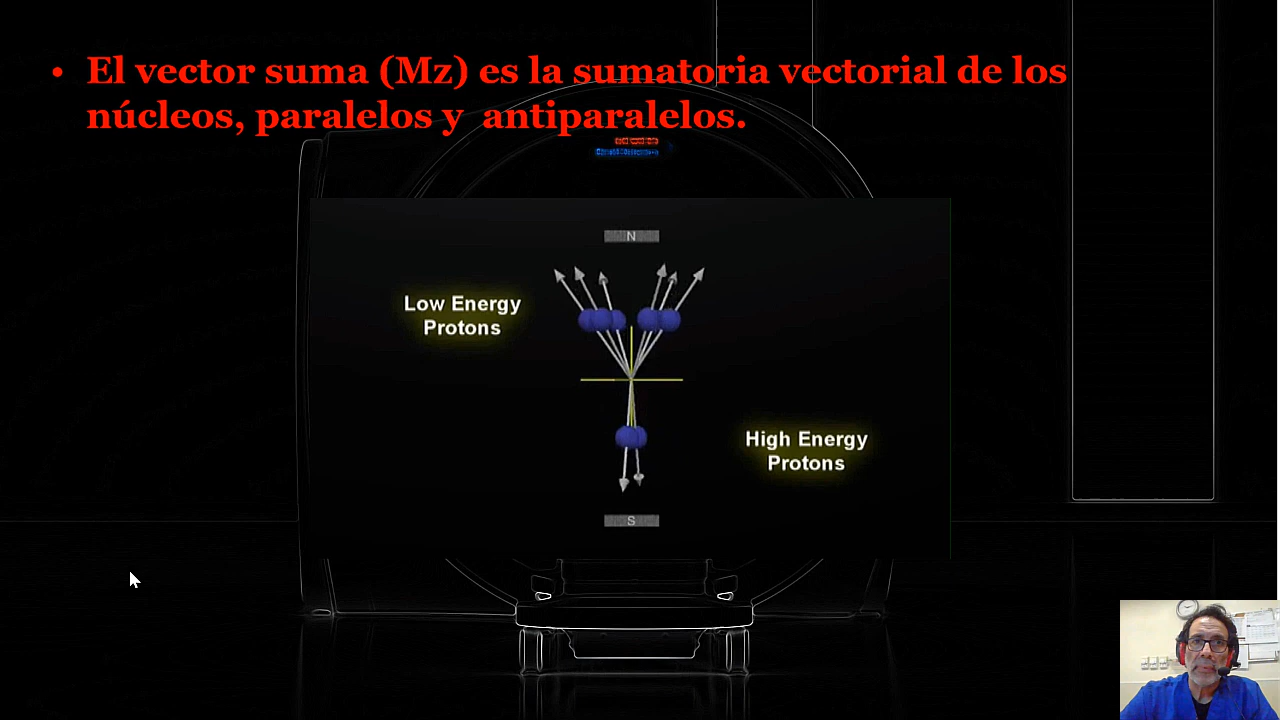 • El vector suma (Mz) es la sumatoria vectorial de los
núcleos, paralelos y  antiparalelos.
N
Low Energy
Protons
High Energy
Protons
S